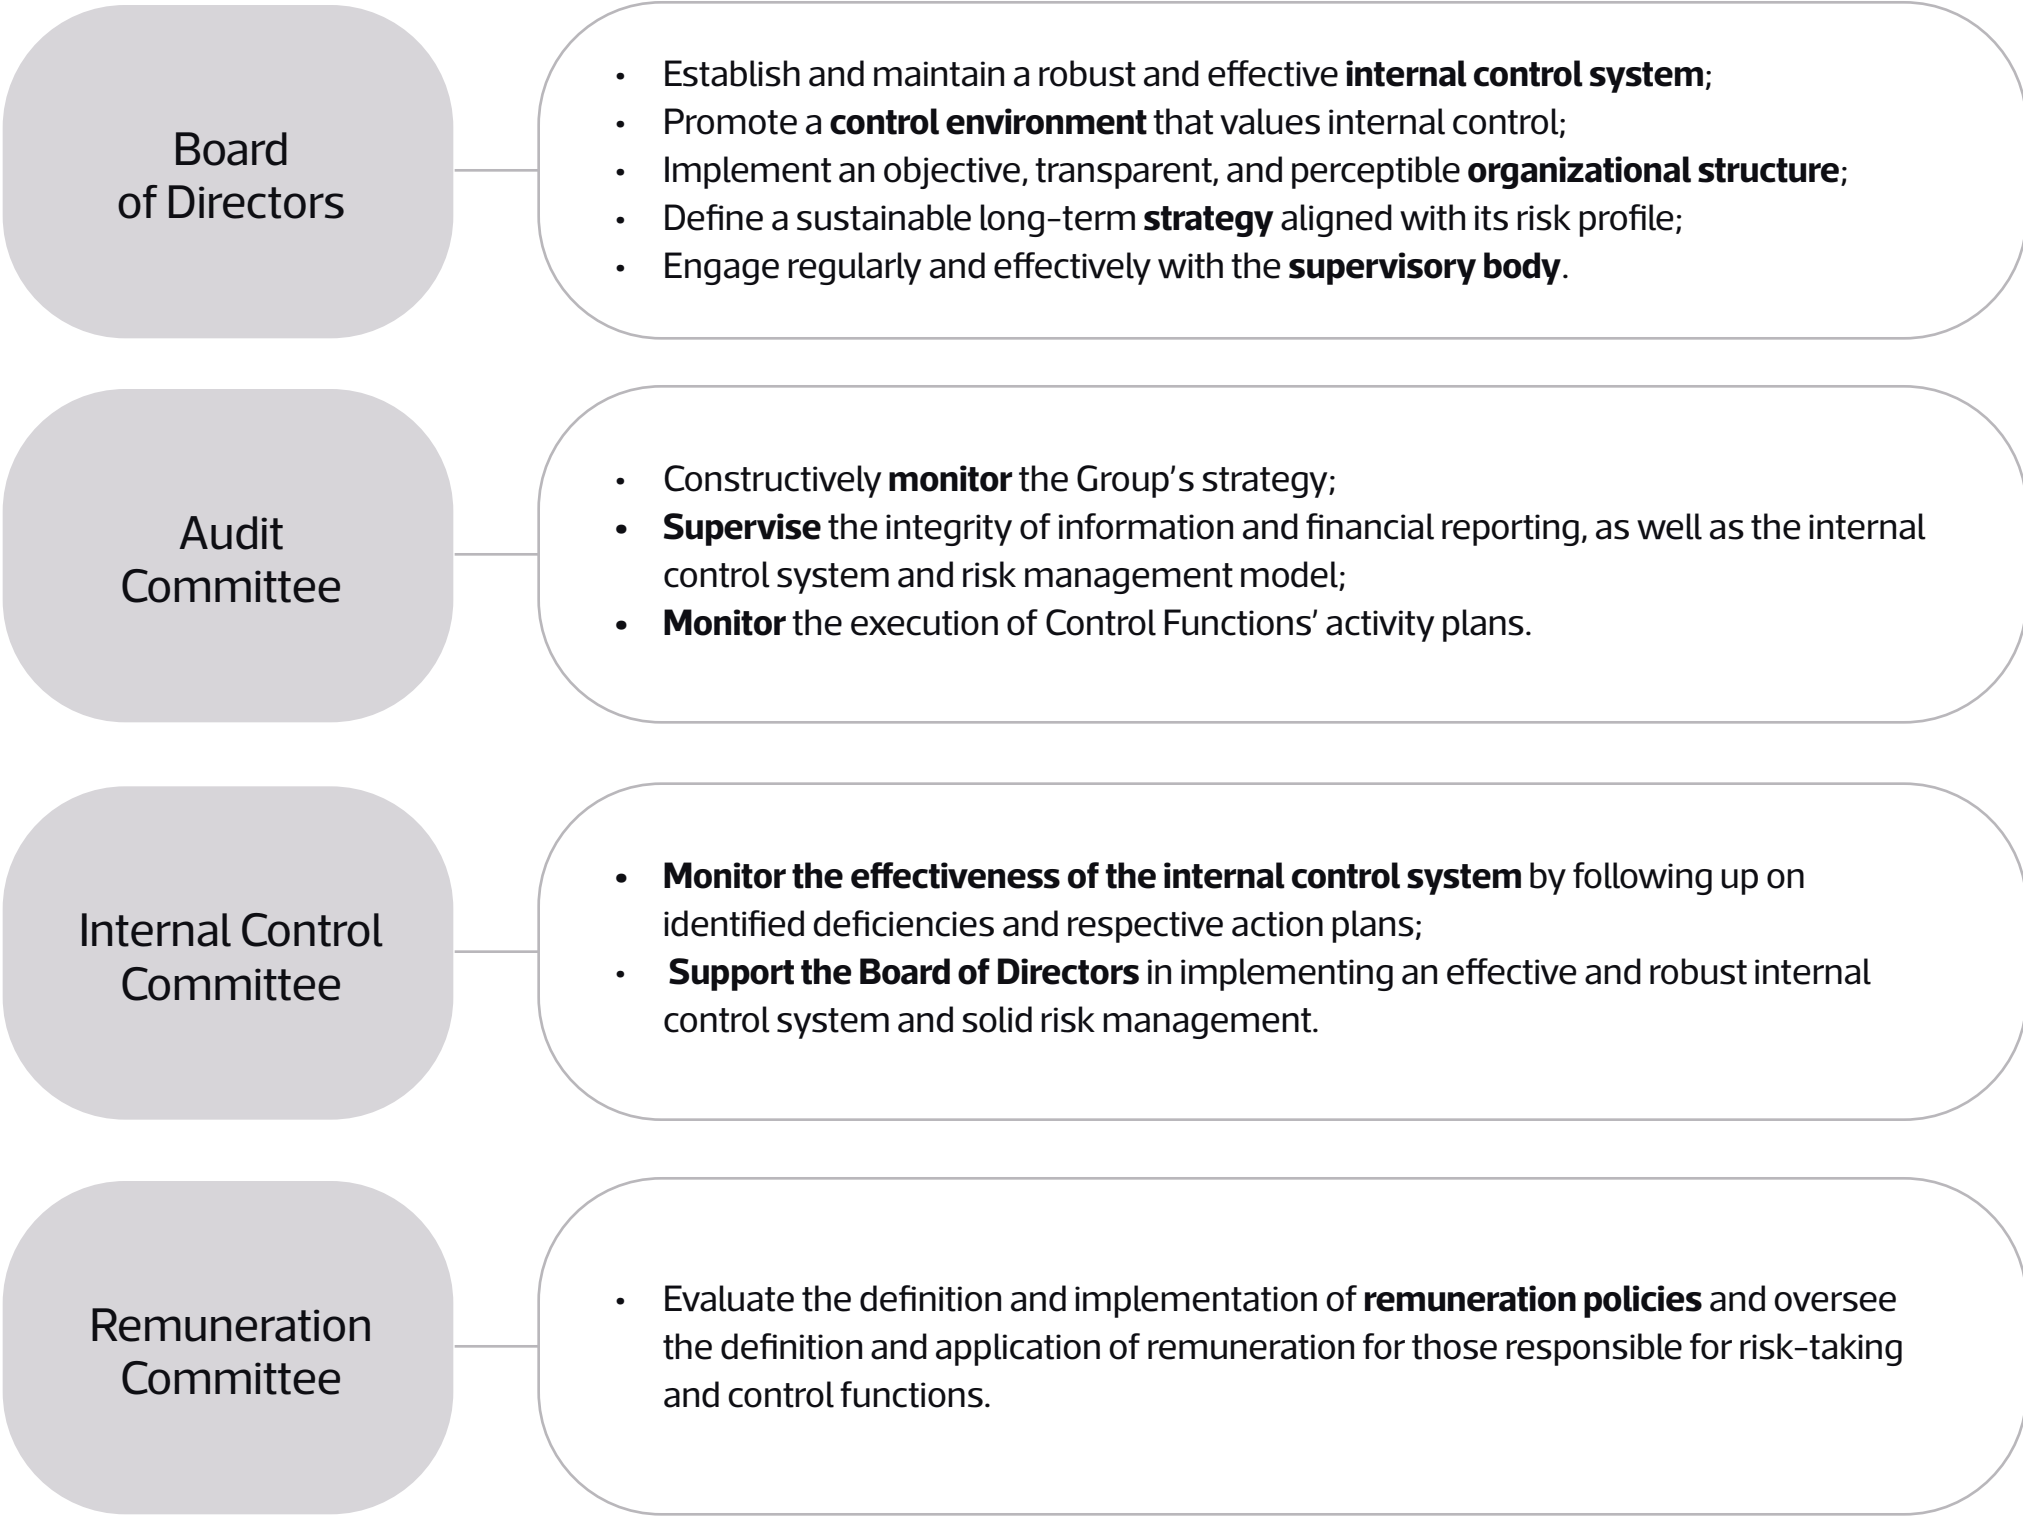 Board
of Directors
• Establish and maintain a robust and effective internal control system;
• Promote a control environment that values internal control;
• Implement an objective, transparent, and perceptible organizational structure;
• Define a sustainable long-term strategy aligned with its risk profile;
• Engage regularly and effectively with the supervisory body.
Audit
Committee
• Constructively monitor the Group's strategy;
• Supervise the integrity of information and financial reporting, as well as the internal
control system and risk management model;
• Monitor the execution of Control Functions' activity plans.
Internal Control
Committee
• Monitor the effectiveness of the internal control system by following up on
identified deficiencies and respective action plans;
• Support the Board of Directors in implementing an effective and robust internal
control system and solid risk management.
Remuneration
Committee
• Evaluate the definition and implementation of remuneration policies and oversee
the definition and application of remuneration for those responsible for risk-taking
and control functions.